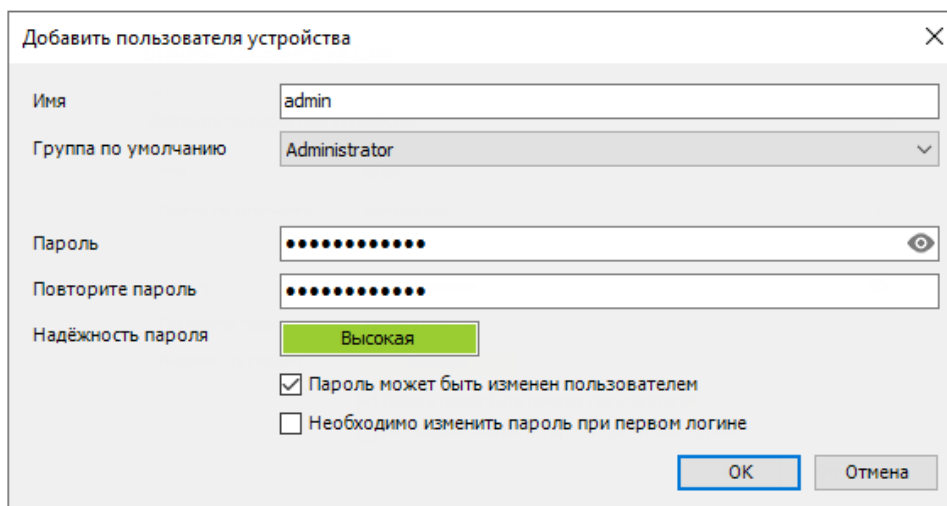 Добавить пользователя устройства
Имя admin
Группа по умолчанию Administrator
Пароль ••••••••••••
Повторите пароль ••••••••••••
Надёжность пароля Высокая
Пароль может быть изменен пользователем
Необходимо изменить пароль при первом логине
OK Отмена